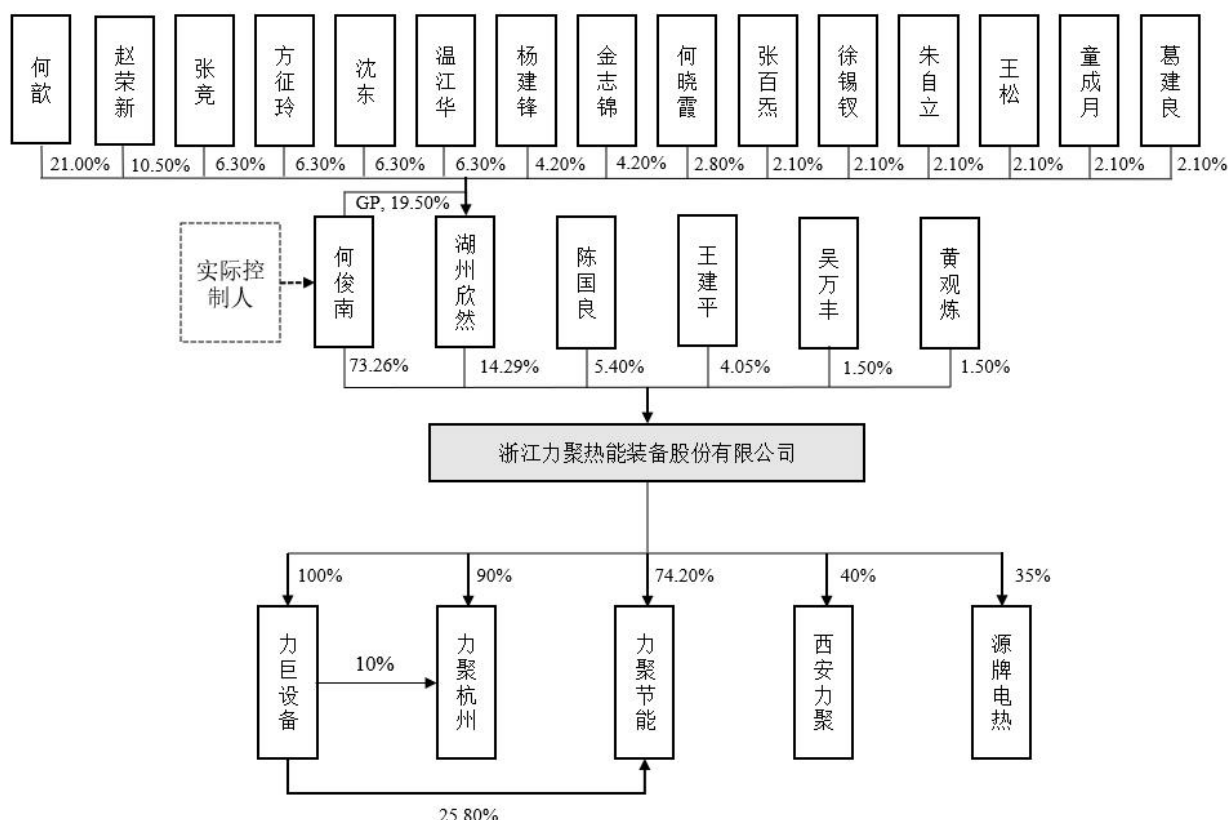 何歆
赵荣新
张竞
方征玲
沈东
温江华
杨建锋
金志锦
何晓霞
张百炁
徐锡钗
朱自立
王松
童成月
葛建良
21.00%
10.50%
6.30%
6.30%
6.30%
6.30%
4.20%
4.20%
2.80%
2.10%
2.10%
2.10%
2.10%
2.10%
2.10%
GP, 19.50%
实际控
制人
何俊南
湖州欣然
陈国良
王建平
吴万丰
黄观炼
73.26%
14.29%
5.40%
4.05%
1.50%
1.50%
浙江力聚热能装备股份有限公司
100%
90%
74.20%
40%
35%
力巨设备
10%
力聚杭州
力聚节能
西安力聚
源牌电热
25.80%